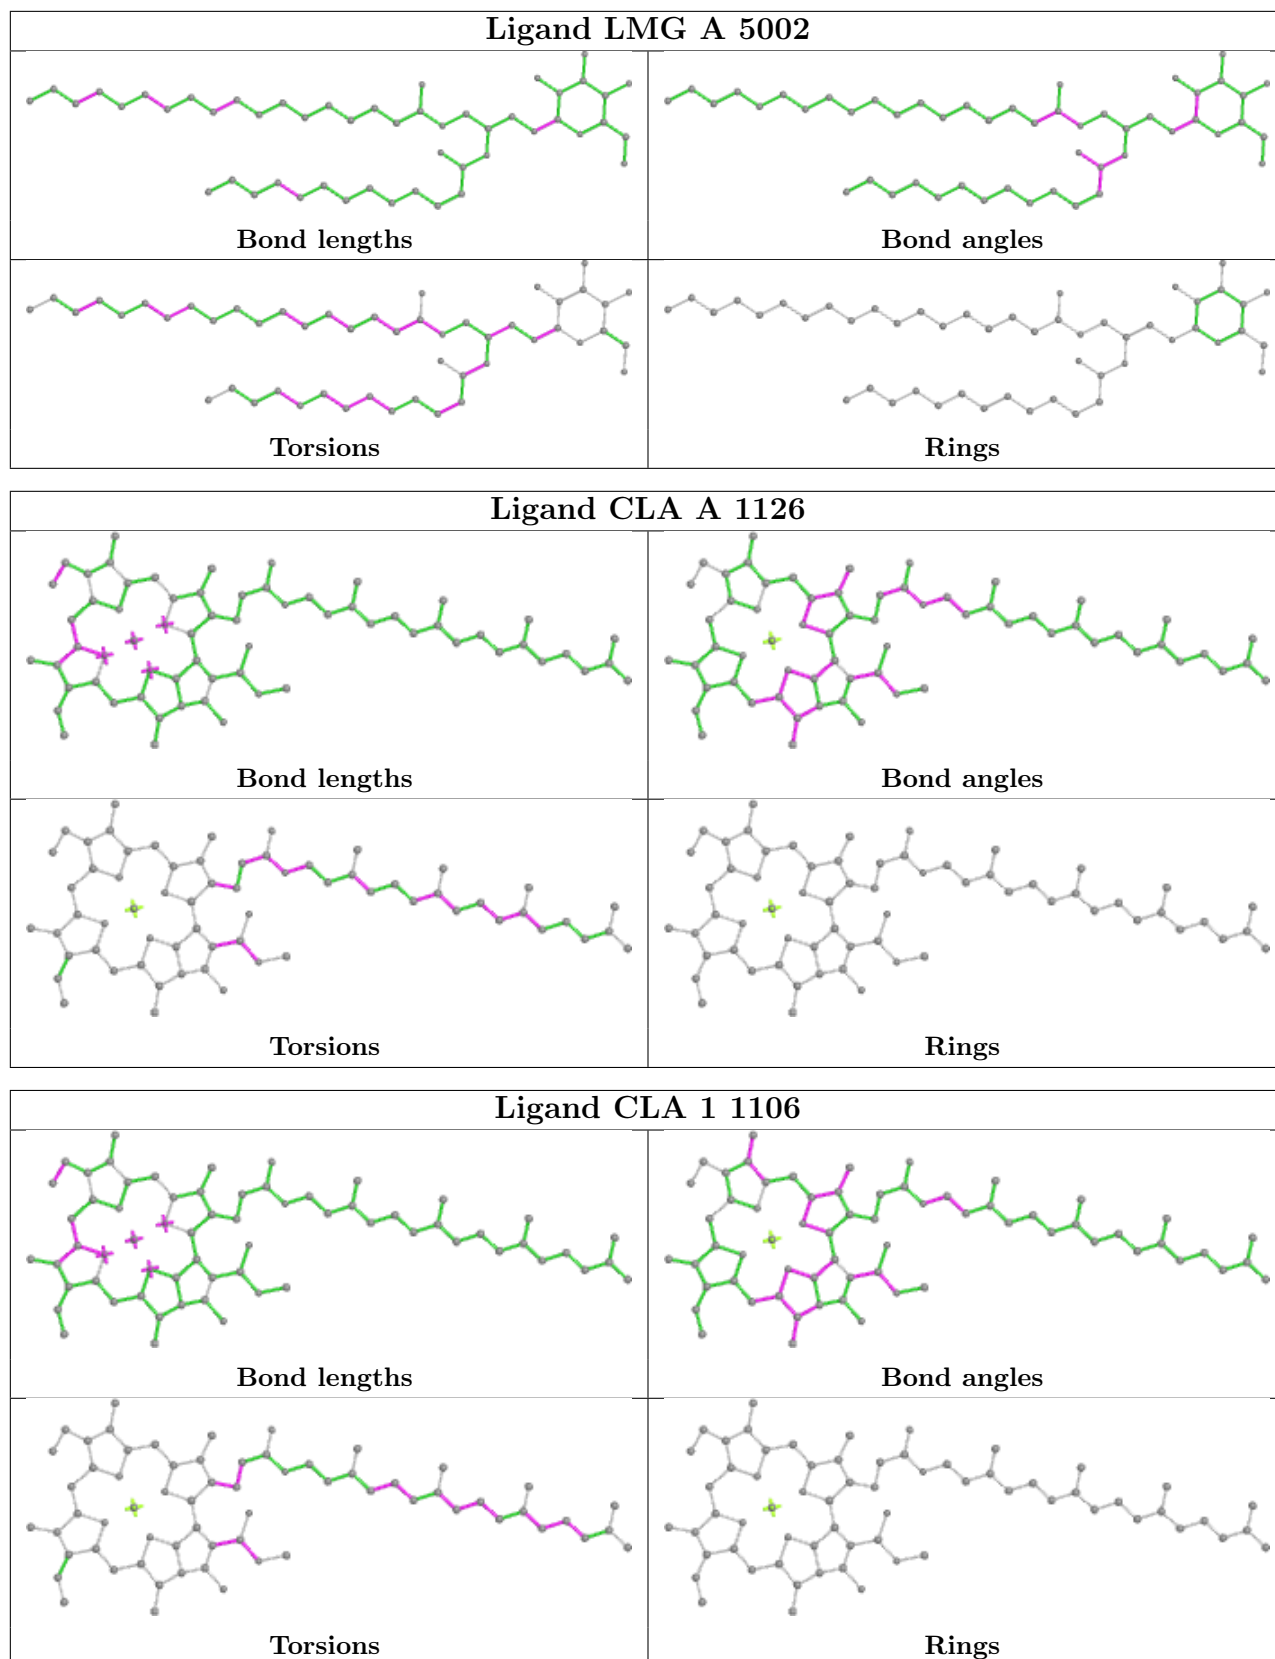 Ligand LMG A 5002
Bond lengths
Bond angles
Torsions
Rings
Ligand CLA A 1126
Bond lengths
Bond angles
Torsions
Rings
Ligand CLA 1 1106
Bond lengths
Bond angles
Torsions
Rings